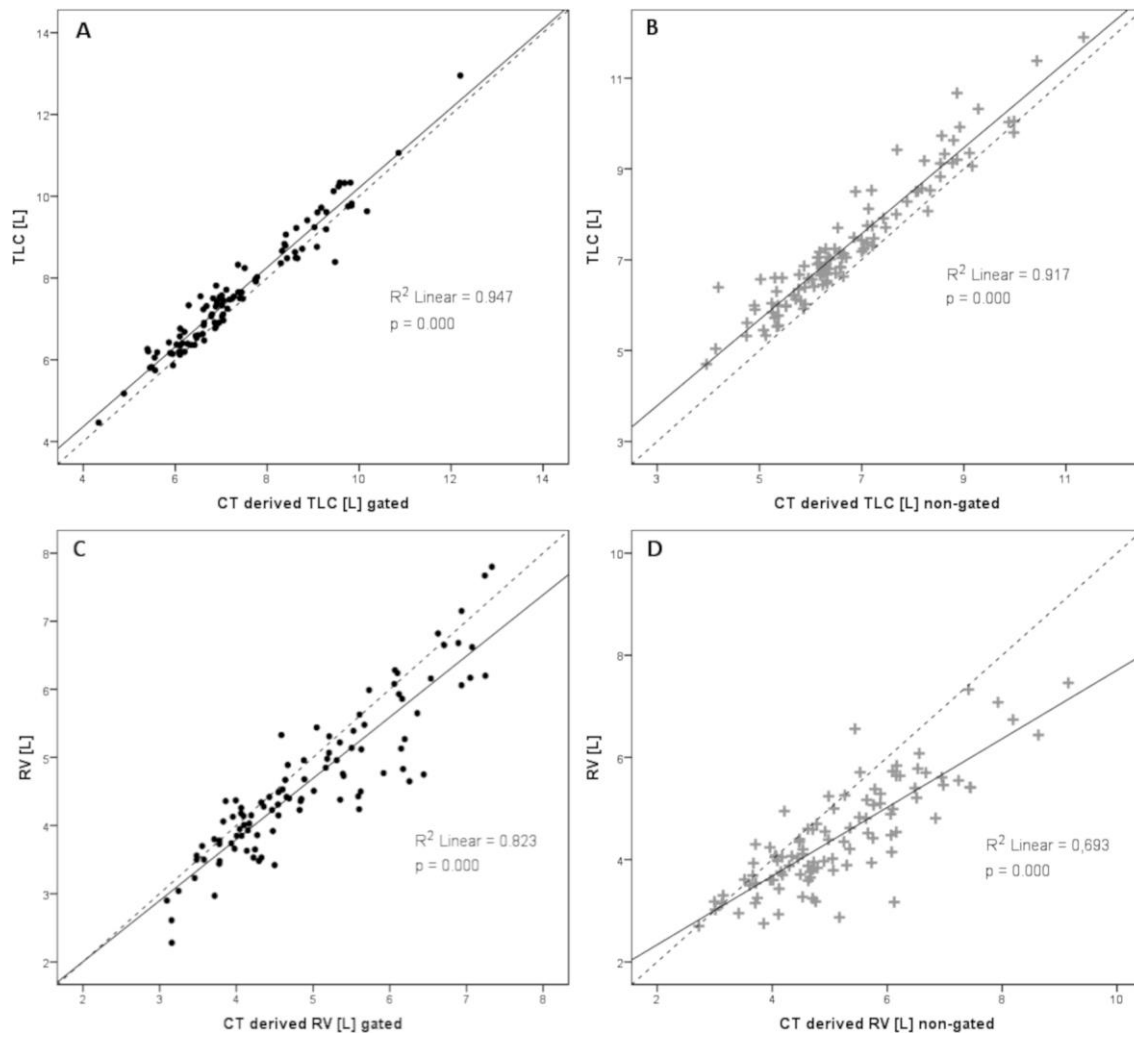 A
TLC [L]
14
12
10
8
6
4
R² Linear = 0.947
p = 0.000
4 6 8 10 12 14
CT derived TLC [L] gated
B
TLC [L]
11
9
7
5
3
R² Linear = 0.917
p = 0.000
3 5 7 9 11
CT derived TLC [L] non-gated
C
RV [L]
8
7
6
5
4
3
2
R² Linear = 0.823
p = 0.000
2 3 4 5 6 7 8
CT derived RV [L] gated
D
RV [L]
10
8
6
4
2
R² Linear = 0,693
p = 0.000
2 4 6 8 10
CT derived RV [L] non-gated